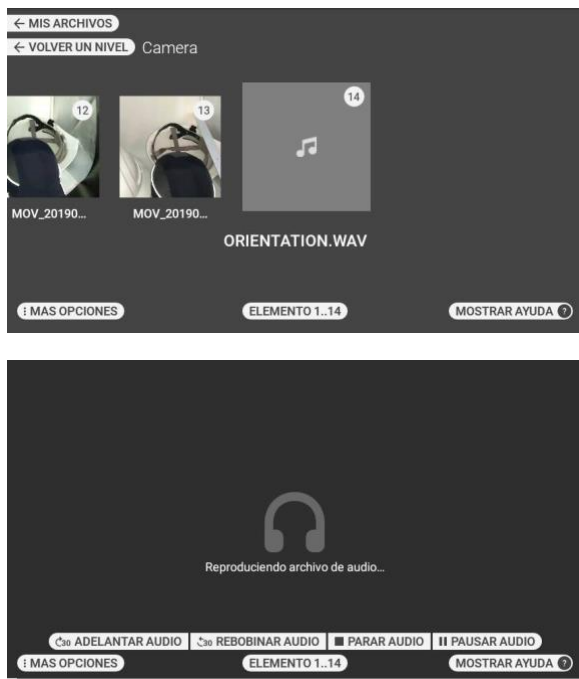 ← MIS ARCHIVOS
← VOLVER UN NIVEL Camera
12 13 14
MOV_20190... MOV_20190...
ORIENTATION.WAV
MAS OPCIONES ELEMENTO 1..14 MOSTRAR AYUDA ?
Reproduciendo archivo de audio...
30 ADELANTAR AUDIO 30 REBOBINAR AUDIO PARAR AUDIO PAUSAR AUDIO
MAS OPCIONES ELEMENTO 1..14 MOSTRAR AYUDA ?